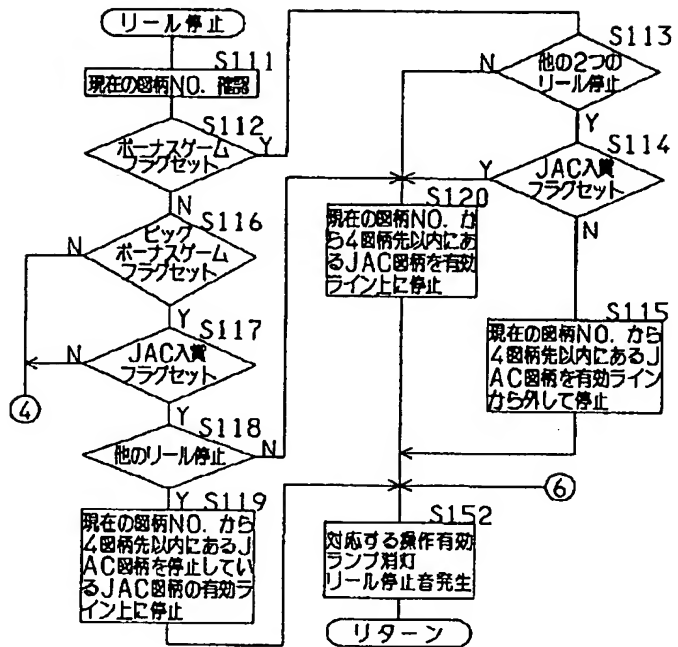 リール停止
S111
現在の図柄NO. 確認
S112
ボーナスゲーム
フラグセット
Y
N
S116
ビッグ
ボーナスゲーム
フラグセット
N
Y
S117
JAC入賞
フラグセット
N
④
Y
S118
他のリール停止
N
Y
S119
現在の図柄NO. から
4図柄先以内にあるJ
AC図柄を停止してい
るJAC図柄の有効ラ
イン上に停止
S113
他の2つの
リール停止
N
Y
S114
JAC入賞
フラグセット
Y
N
S120
現在の図柄NO. か
ら4図柄先以内にあ
るJAC図柄を有効
ライン上に停止
S115
現在の図柄NO. から
4図柄先以内にあるJ
AC図柄を有効ライン
から外して停止
⑥
S152
対応する操作有効
ランプ消灯
リール停止音発生
リターン